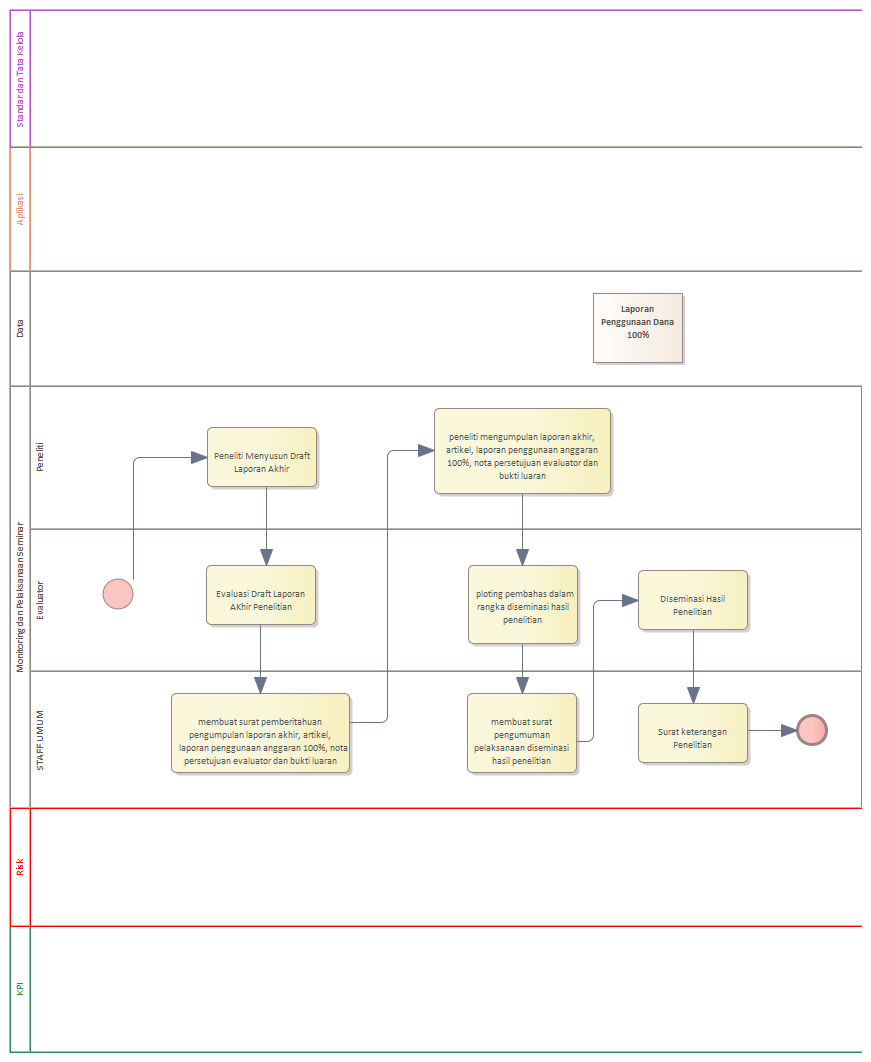 Standar dan Tata Kelola
Aplikasi
Data
Laporan
Penggunaan Dana
100%
Monitoring dan Pelaksanaan Seminar
Peneliti
Peneliti Menyusun Draft
Laporan Akhir
peneliti mengumpulan laporan akhir,
artikel, laporan penggunaan anggaran
100%, nota persetujuan evaluator dan
bukti luaran
Evaluator
Evaluasi Draft Laporan
AKhir Penelitian
ploting pembahas dalam
rangka diseminasi hasil
penelitian
DIseminasi Hasil
Penelitian
STAFF UMUM
membuat surat pemberitahuan
pengumpulan laporan akhir, artikel,
laporan penggunaan anggaran 100%, nota
persetujuan evaluator dan bukti luaran
membuat surat
pengumuman
pelaksanaan diseminasi
hasil penelitian
Surat keterangan
Penelitian
Risk
KPI